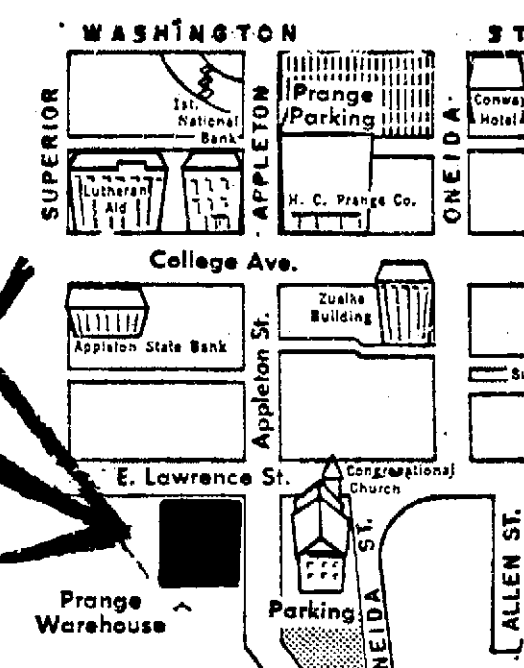 WASHINGTON ST
SUPERIOR
1st.
National
Bank
APPLETON
Prange
Parking
ONEIDA
Conway
Hotel
Lutheran
Aid
H. C. Prange Co.
College Ave.
Zuelke
Building
Appleton State Bank
Appleton St.
E. Lawrence St.
Congregational
Church
Prange
Warehouse
Parking
ONEIDA ST.
ALLEN ST.